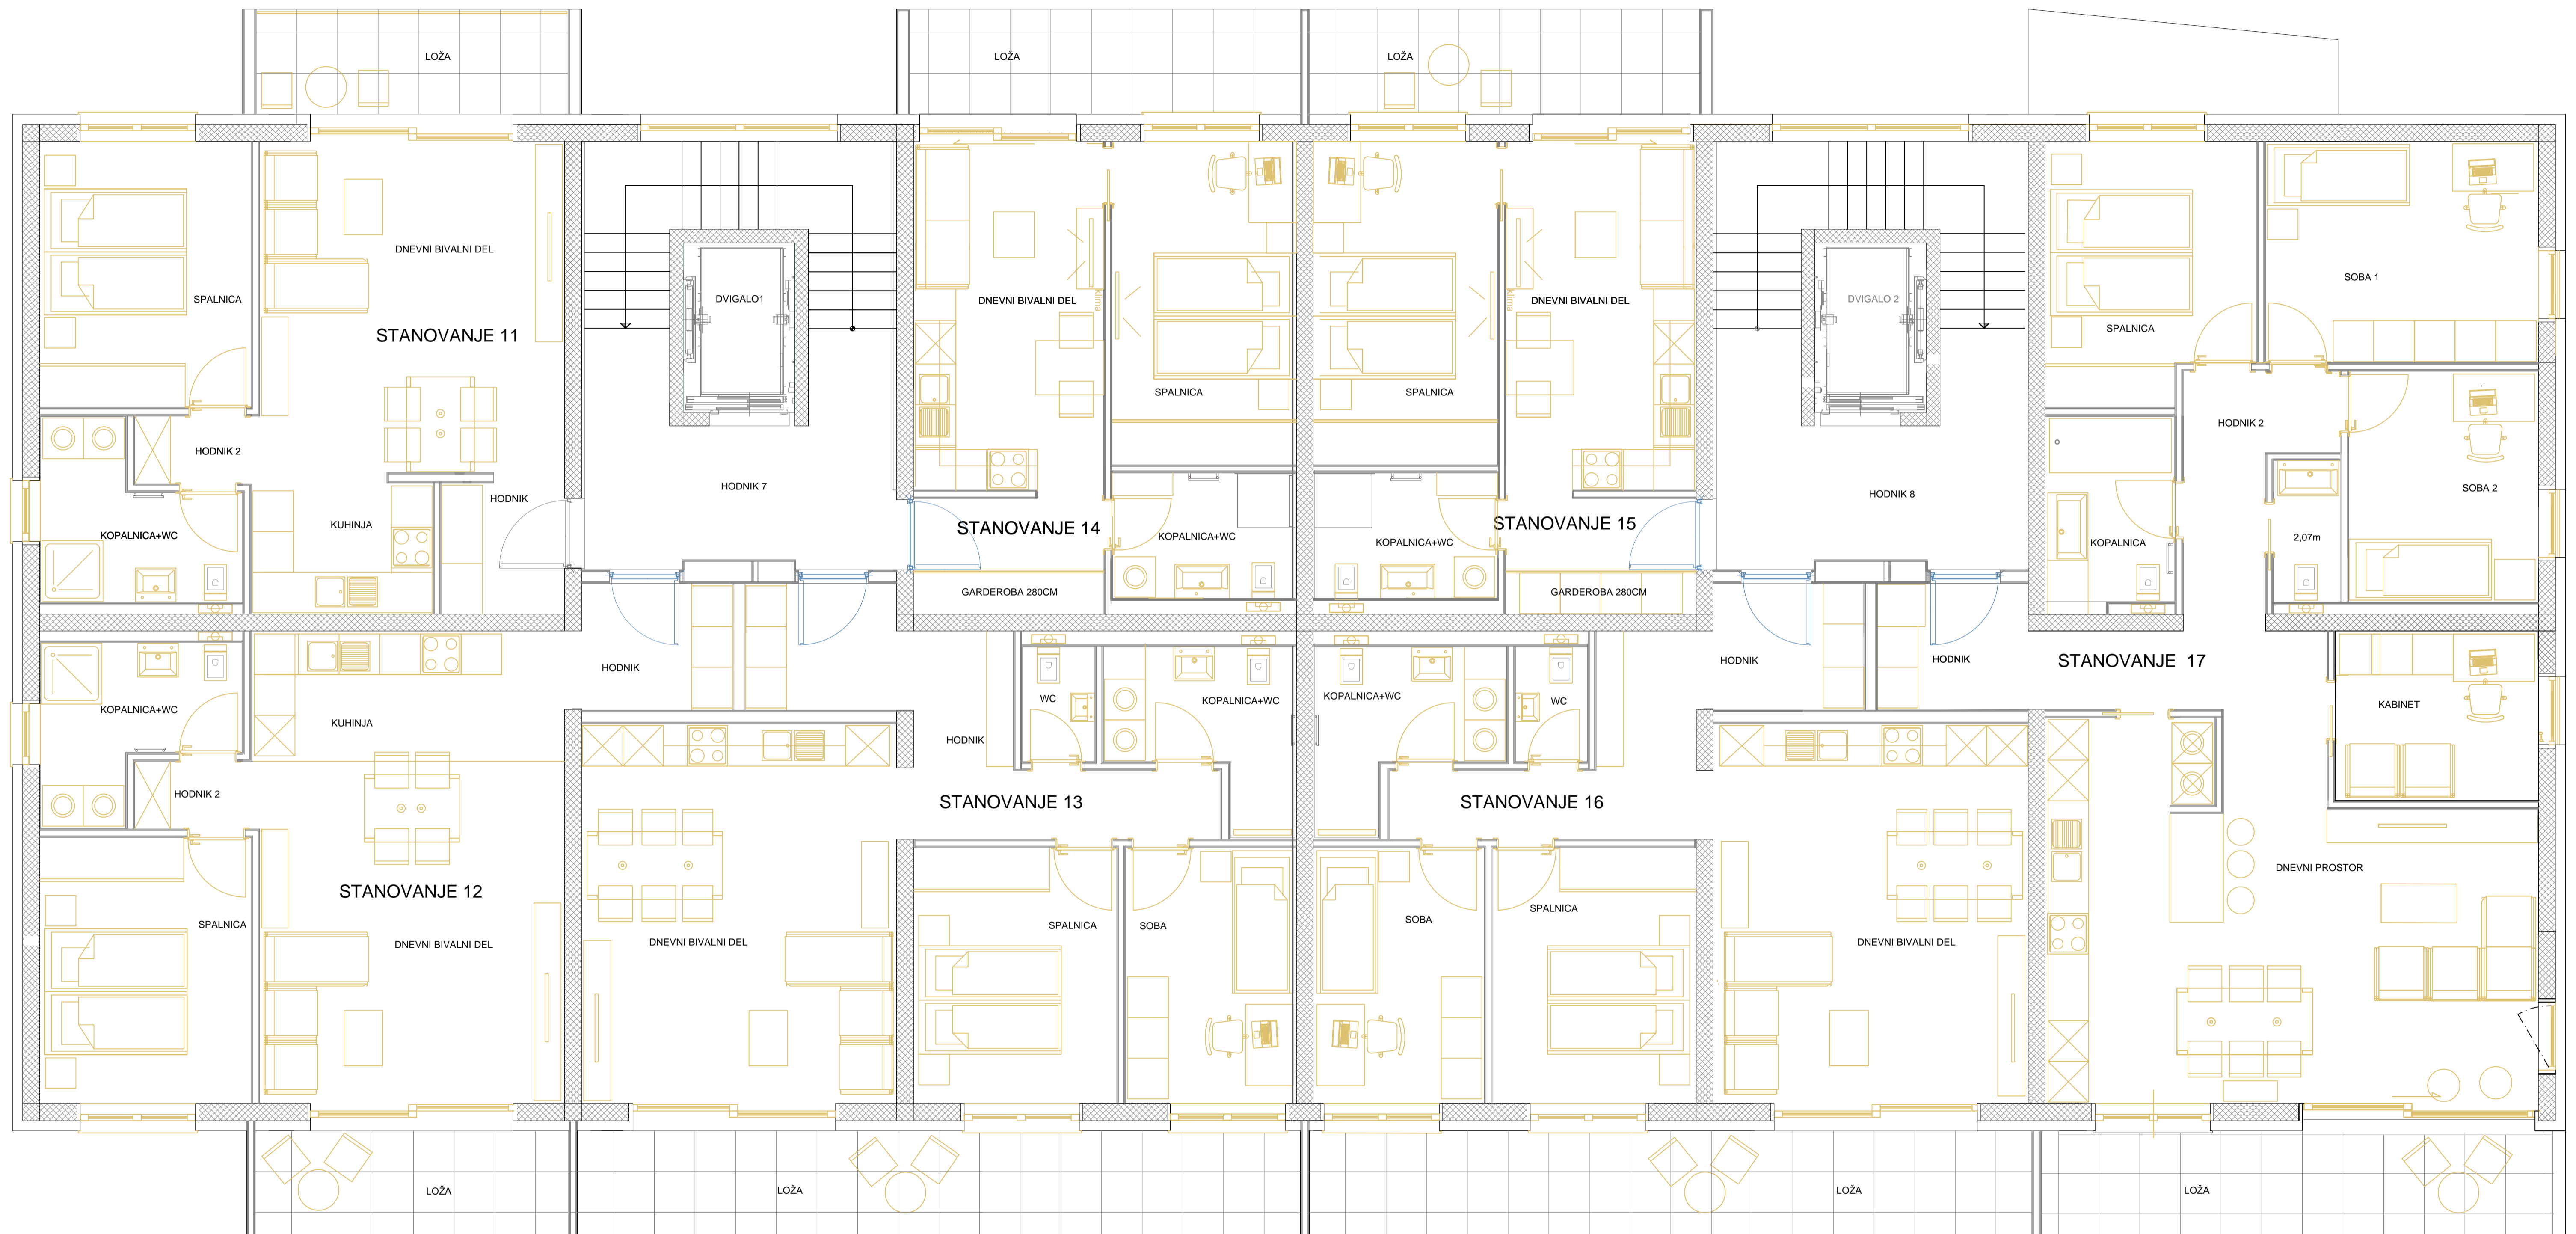 LOŽA
LOŽA
LOŽA
DNEVNI BIVALNI DEL
SPALNICA
STANOVANJE 11
HODNIK 2
HODNIK
KUHINJA
KOPALNICA+WC
DVIGALO1
HODNIK 7
DNEVNI BIVALNI DEL
klima
SPALNICA
STANOVANJE 14
KOPALNICA+WC
GARDEROBA 280CM
DNEVNI BIVALNI DEL
klima
SPALNICA
STANOVANJE 15
KOPALNICA+WC
GARDEROBA 280CM
DVIGALO 2
HODNIK 8
SPALNICA
SOBA 1
HODNIK 2
SOBA 2
KOPALNICA
2,07m
HODNIK
STANOVANJE 17
KABINET
DNEVNI PROSTOR
KOPALNICA+WC
KUHINJA
HODNIK
HODNIK 2
STANOVANJE 12
SPALNICA
DNEVNI BIVALNI DEL
WC
KOPALNICA+WC
HODNIK
STANOVANJE 13
DNEVNI BIVALNI DEL
SPALNICA
SOBA
KOPALNICA+WC
WC
HODNIK
STANOVANJE 16
SOBA
SPALNICA
DNEVNI BIVALNI DEL
LOŽA
LOŽA
LOŽA
LOŽA